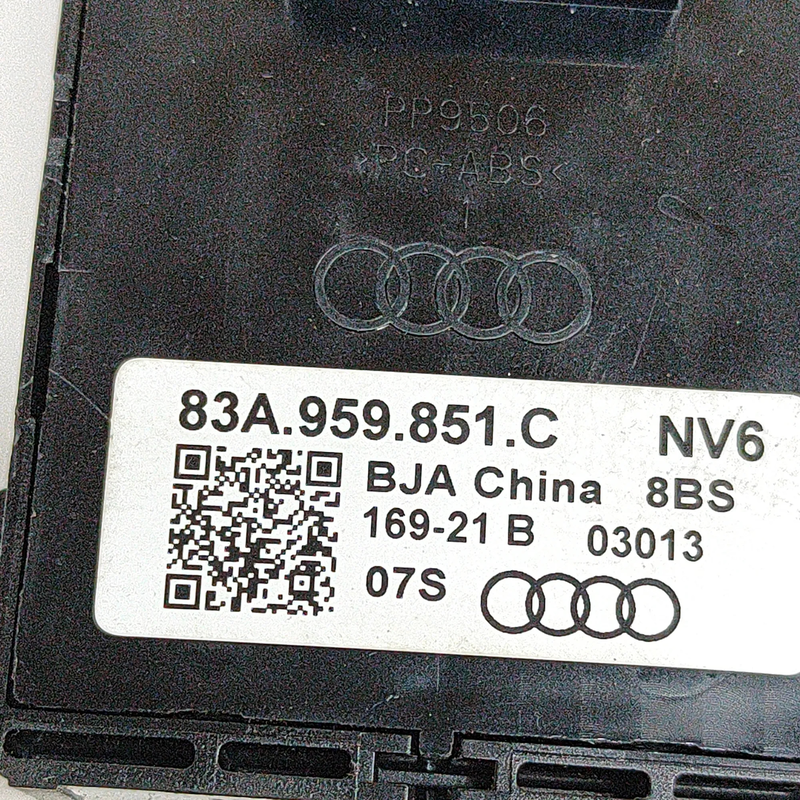 PP9506
>PC-ABS<
83A.959.851.C NV6
BJA China 8BS
169-21 B 03013
07S